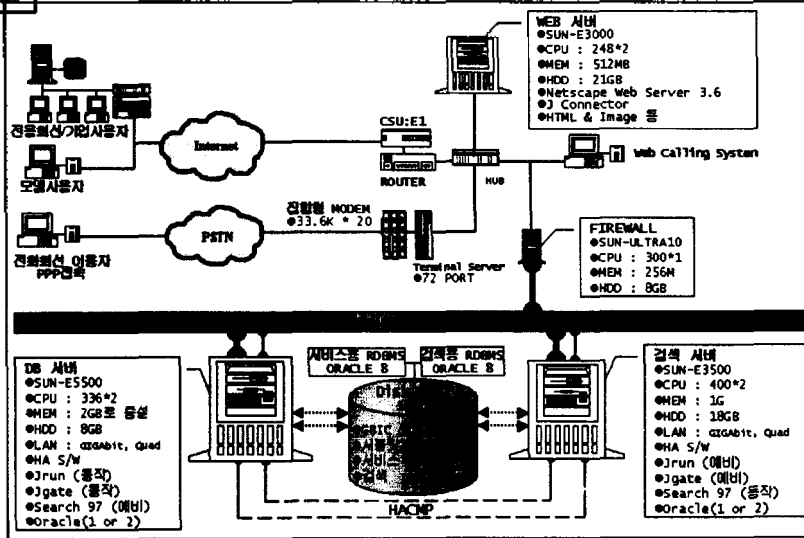 WEB 서버
●SUN-E3000
●CPU : 248*2
●MEM : 512MB
●HDD : 21GB
●Netscape Web Server 3.6
●J Connector
●HTML & Image 등
전용회선/기업사용자
모뎀사용자
Internet
CSU:E1
ROUTER
HUB
Web Calling System
전화회선 이용자
PPP접속
PSTN
집합형 MODEM
●33.6K * 20
Terminal Server
●72 PORT
FIREWALL
●SUN-ULTRA10
●CPU : 300*1
●MEM : 256M
●HDD : 8GB
DB 서버
●SUN-E5500
●CPU : 336*2
●MEM : 2GB로 증설
●HDD : 8GB
●LAN : GIGAbit, Quad
●HA S/W
●Jrun (동작)
●Jgate (동작)
●Search 97 (예비)
●Oracle(1 or 2)
서비스용 RDBMS
ORACLE 8
검색용 RDBMS
ORACLE 8
●서비스
●검색
HACMP
검색 서버
●SUN-E3500
●CPU : 400*2
●MEM : 1G
●HDD : 18GB
●LAN : GIGAbit, Quad
●HA S/W
●Jrun (예비)
●Jgate (예비)
●Search 97 (동작)
●Oracle(1 or 2)